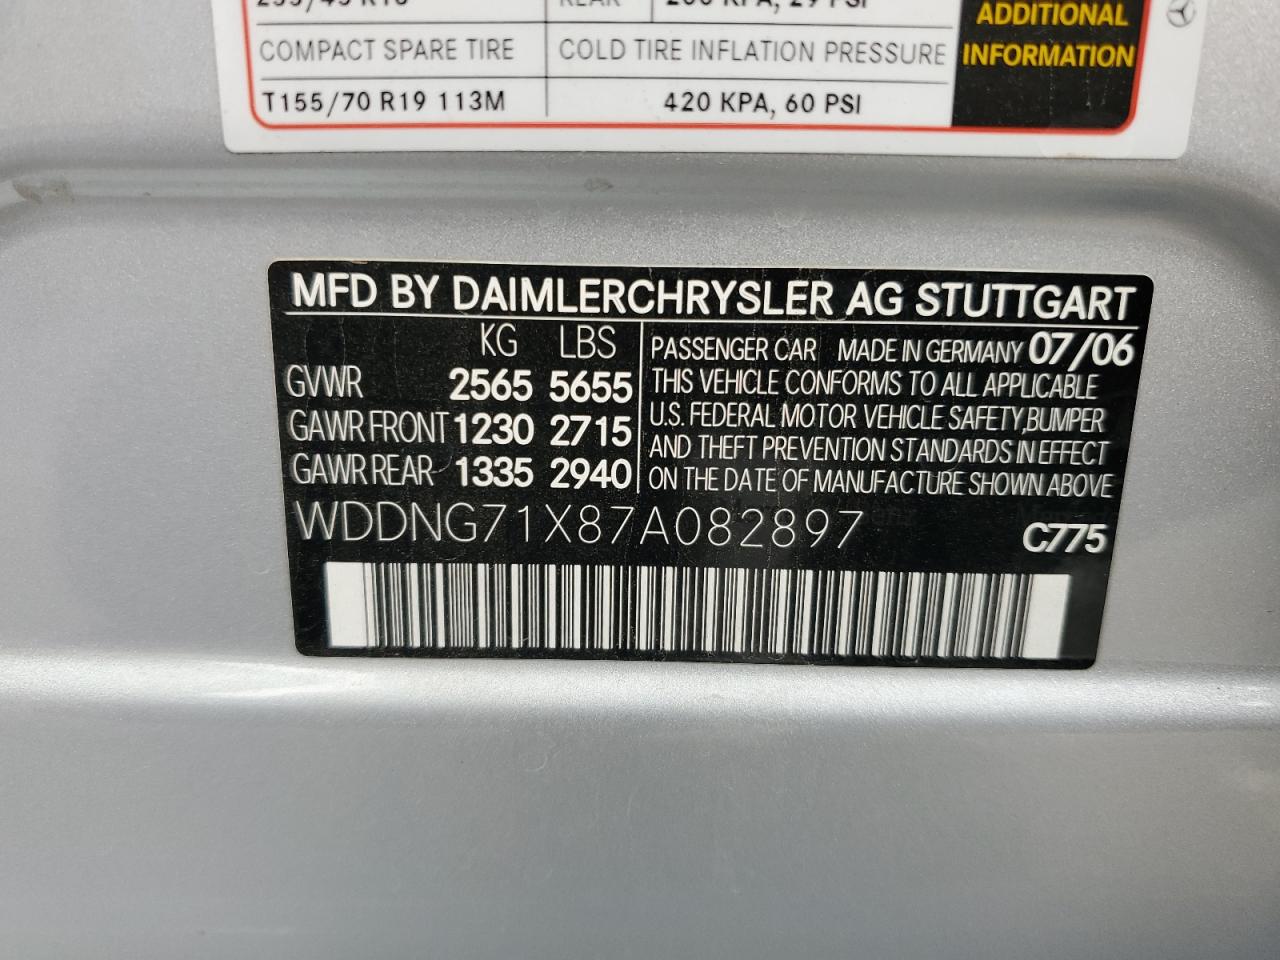 COMPACT SPARE TIRE COLD TIRE INFLATION PRESSURE
T155/70 R19 113M 420 KPA, 60 PSI
ADDITIONAL
INFORMATION
MFD BY DAIMLERCHRYSLER AG STUTTGART
KG LBS
GVWR 2565 5655
GAWR FRONT 1230 2715
GAWR REAR 1335 2940
PASSENGER CAR MADE IN GERMANY 07/06
THIS VEHICLE CONFORMS TO ALL APPLICABLE
U.S. FEDERAL MOTOR VEHICLE SAFETY, BUMPER
AND THEFT PREVENTION STANDARDS IN EFFECT
ON THE DATE OF MANUFACTURE SHOWN ABOVE
WDDNG71X87A082897 C775